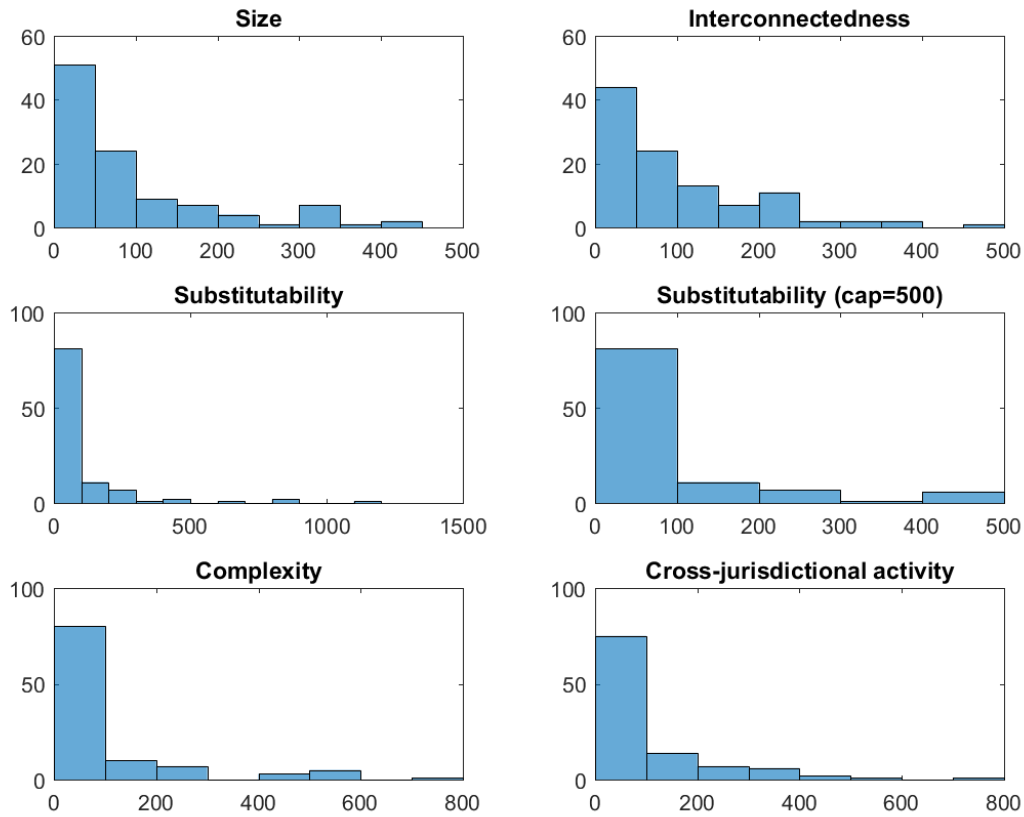 Size
60
40
20
0
0 100 200 300 400 500
Interconnectedness
60
40
20
0
0 100 200 300 400 500
Substitutability
100
50
0
0 500 1000 1500
Substitutability (cap=500)
100
50
0
0 100 200 300 400 500
Complexity
100
50
0
0 200 400 600 800
Cross-jurisdictional activity
100
50
0
0 200 400 600 800